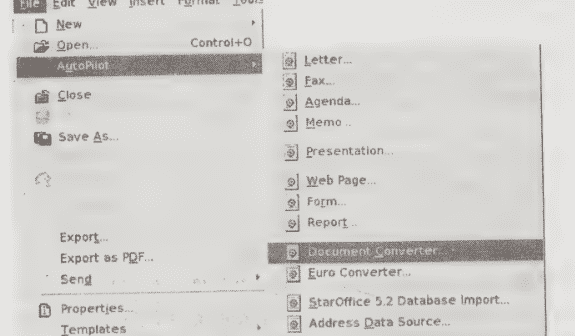 File Edit View Insert Format Tools
New
Open... Control+O
AutoPilot
Close
Save As...
Export...
Export as PDF...
Send
Properties...
Templates
Letter...
Fax...
Agenda...
Memo...
Presentation...
Web Page...
Form...
Report...
Document Converter...
Euro Converter...
StarOffice 5.2 Database Import...
Address Data Source...